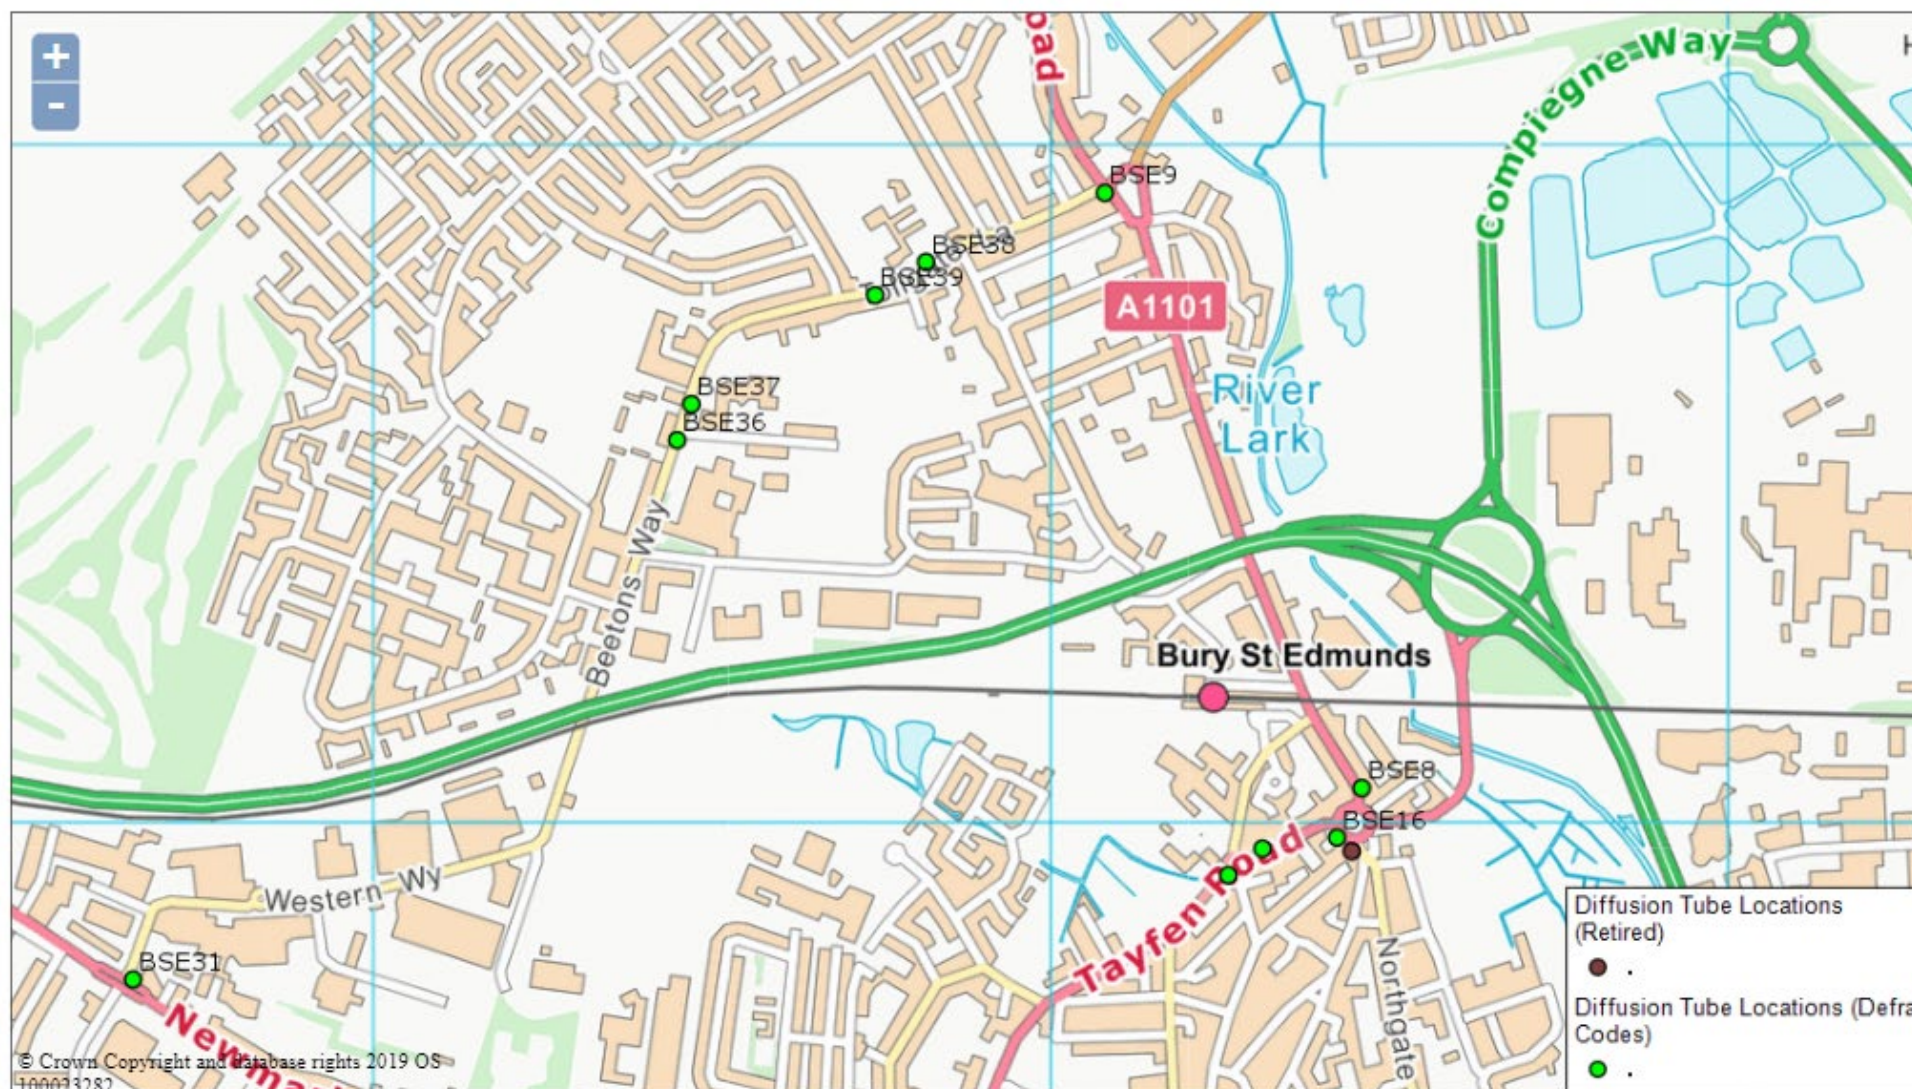 +
-
oad
Compiegne Way
H
BSE9
BSE38
BSE39
A1101
River
Lark
BSE37
BSE36
Beetons Way
Bury St Edmunds
BSE8
BSE16
Western Wy
Tayfen Road
Northgate
BSE31
Newma
Diffusion Tube Locations
(Retired)
.
Diffusion Tube Locations (Defra
Codes)
.
© Crown Copyright and database rights 2019 OS
100023282